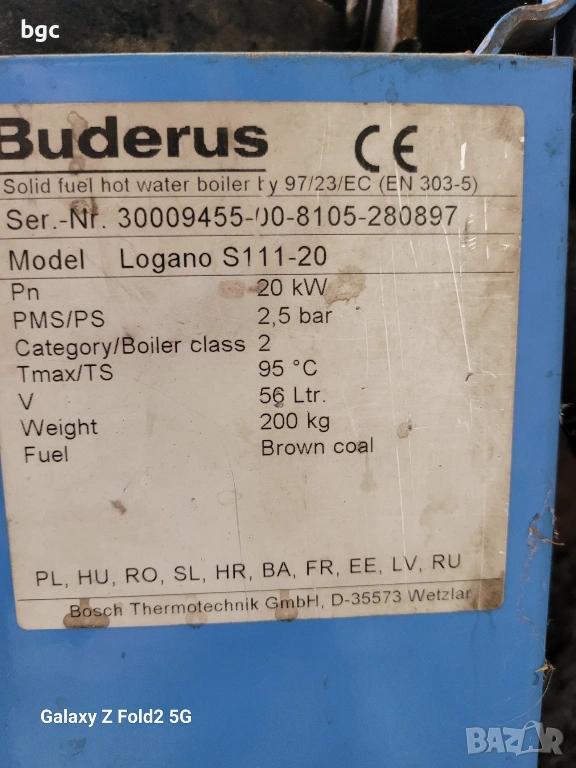 bgc
Buderus CE
Solid fuel hot water boiler by 97/23/EC (EN 303-5)
Ser.-Nr. 30009455-00-8105-280897
Model Logano S111-20
Pn 20 kW
PMS/PS 2,5 bar
Category/Boiler class 2
Tmax/TS 95 °C
V 56 Ltr.
Weight 200 kg
Fuel Brown coal
PL, HU, RO, SL, HR, BA, FR, EE, LV, RU
Bosch Thermotechnik GmbH, D-35573 Wetzlar
Galaxy Z Fold2 5G
BAZAR